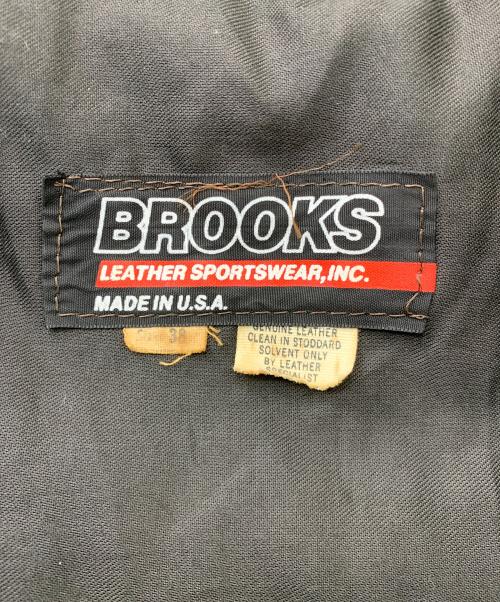 BROOKS
LEATHER SPORTSWEAR, INC.
MADE IN U.S.A.
38
GENUINE LEATHER
CLEAN IN STODDARD
SOLVENT ONLY
BY LEATHER
SPECIALIST